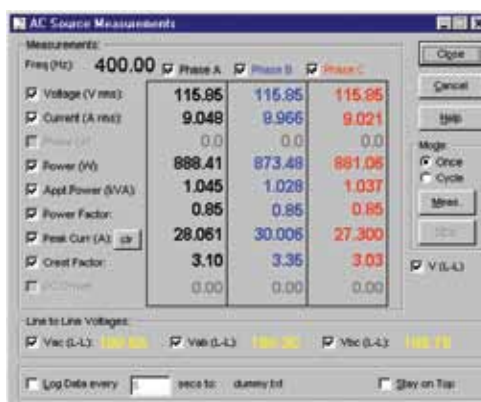 AC Source Measurements
Measurements:
Freq (Hz) 400.00 Phase A Phase B Phase C
Voltage (V rms): 115.85 115.85 115.85
Current (A rms): 9.048 8.966 9.021
0.0 0.0 0.0
Power (W): 888.41 873.48 881.06
Appt Power (kVA): 1.045 1.028 1.037
Power Factor: 0.85 0.85 0.85
Peak Curr (A): clr 28.061 30.006 27.300
Crest Factor: 3.10 3.35 3.03
0.00 0.00 0.00
Close
Cancel
Help
Mode
Once
Cycle
Meas.
V (L-L)
Line to Line Voltages:
Vac (L-L): Vab (L-L): Vbc (L-L):
Log Data every secs to: dummy.txt Stay on Top